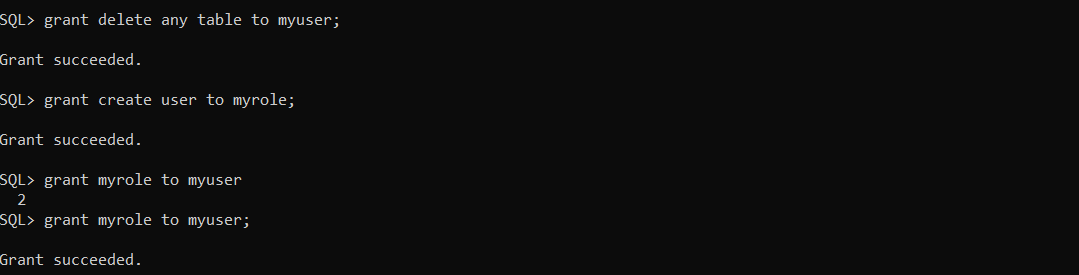 SQL> grant delete any table to myuser;
Grant succeeded.
SQL> grant create user to myrole;
Grant succeeded.
SQL> grant myrole to myuser
2
SQL> grant myrole to myuser;
Grant succeeded.